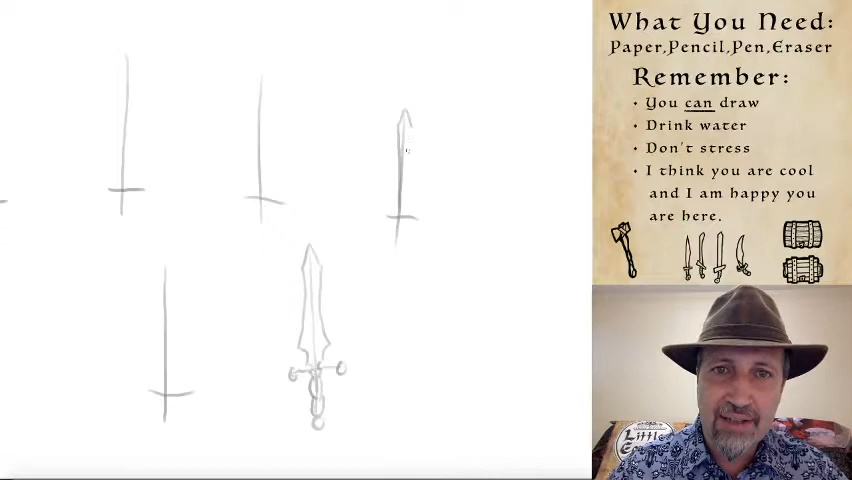 What You Need:
Paper,Pencil,Pen,Eraser
Remember:
• You can draw
• Drink water
• Don't stress
• I think you are cool
and I am happy you
are here.
Little